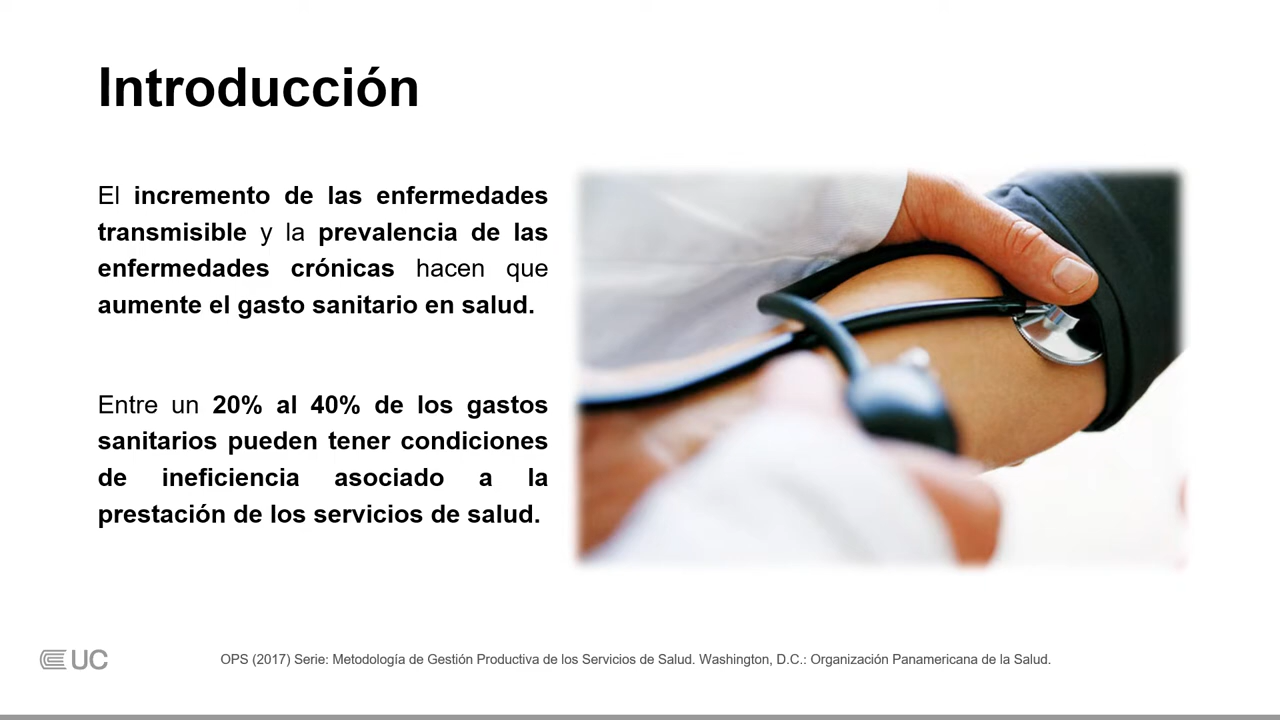 Introducción
El incremento de las enfermedades
transmisible y la prevalencia de las
enfermedades crónicas hacen que
aumente el gasto sanitario en salud.
Entre un 20% al 40% de los gastos
sanitarios pueden tener condiciones
de ineficiencia asociado a la
prestación de los servicios de salud.
UC
OPS (2017) Serie: Metodología de Gestión Productiva de los Servicios de Salud. Washington, D.C.: Organización Panamericana de la Salud.